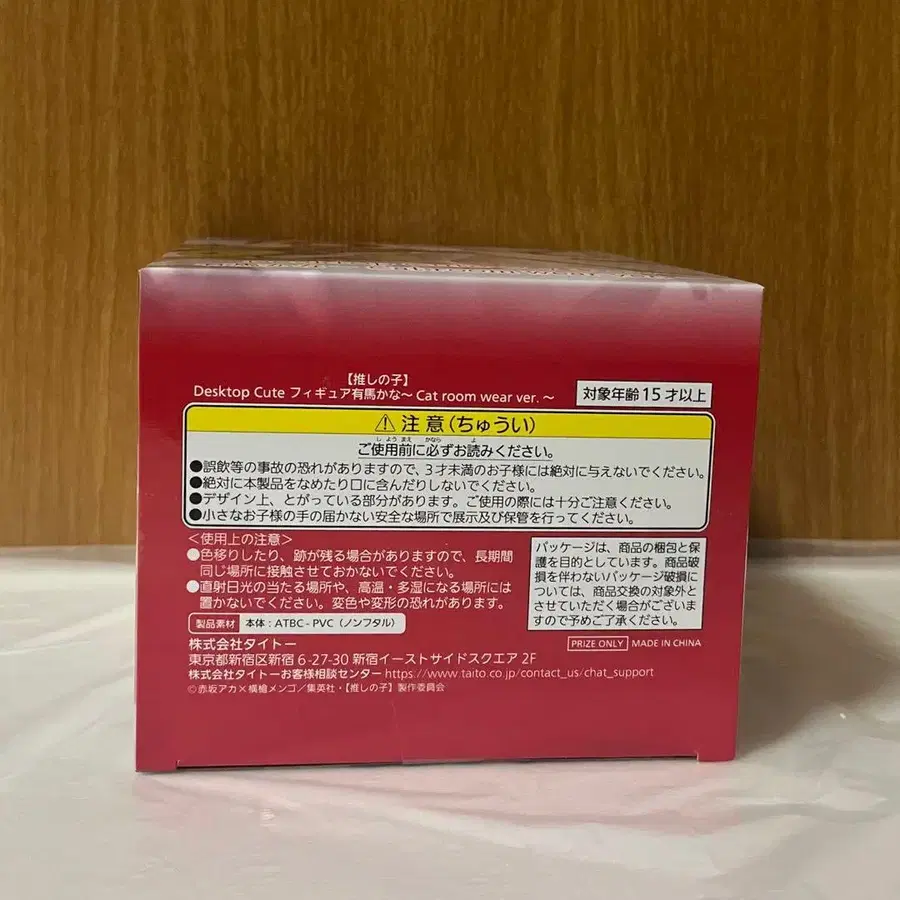 【推しの子】
Desktop Cute フィギュア有馬かな〜 Cat room wear ver. 〜
対象年齢15才以上
⚠注意(ちゅうい)
ご使用前に必ずお読みください。
しようまえ かなら よ
●誤飲等の事故の恐れがありますので、3才未満のお子様には絶対に与えないでください。
●絶対に本製品をなめたり口に含んだりしないでください。
●デザイン上、とがっている部分があります。ご使用の際には十分ご注意ください。
●小さなお子様の手の届かない安全な場所で展示及び保管を行ってください。
<使用上の注意>
●色移りしたり、跡が残る場合がありますので、長期間
同じ場所に接触させておかないでください。
●直射日光の当たる場所や、高温・多湿になる場所には
置かないでください。変色や変形の恐れがあります。
パッケージは、商品の梱包と保
護を目的としています。商品破
損を伴わないパッケージ破損に
ついては、商品交換の対象外と
させていただく場合がございま
すので予めご了承ください。
製品素材 本体:ATBC-PVC(ノンフタル)
株式会社タイトー
PRIZE ONLY MADE IN CHINA
東京都新宿区新宿 6-27-30 新宿イーストサイドスクエア 2F
株式会社タイトーお客様相談センター https://www.taito.co.jp/contact_us/chat_support
©赤坂アカ×横槍メンゴ/集英社・【推しの子】製作委員会